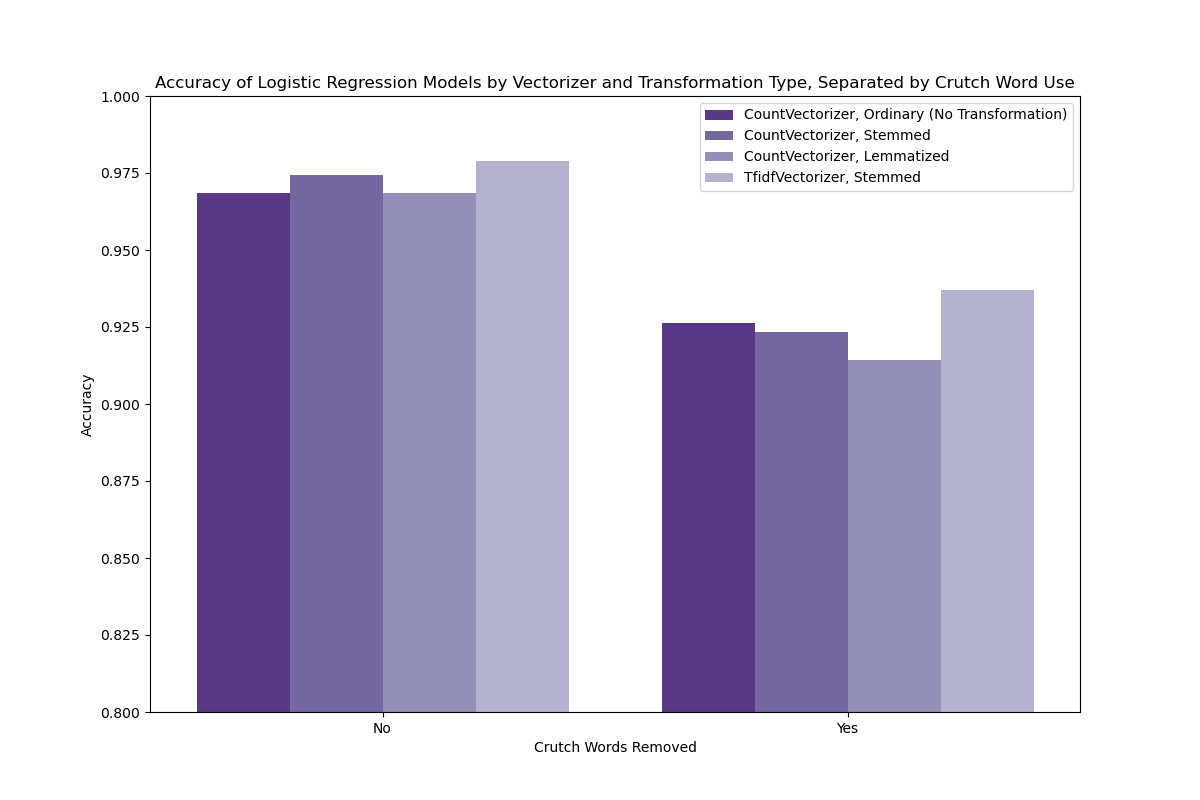 Accuracy of Logistic Regression Models by Vectorizer and Transformation Type, Separated by Crutch Word Use
CountVectorizer, Ordinary (No Transformation)
CountVectorizer, Stemmed
CountVectorizer, Lemmatized
TfidfVectorizer, Stemmed
1.000
0.975
0.950
0.925
0.900
0.875
0.850
0.825
0.800
Accuracy
No
Yes
Crutch Words Removed